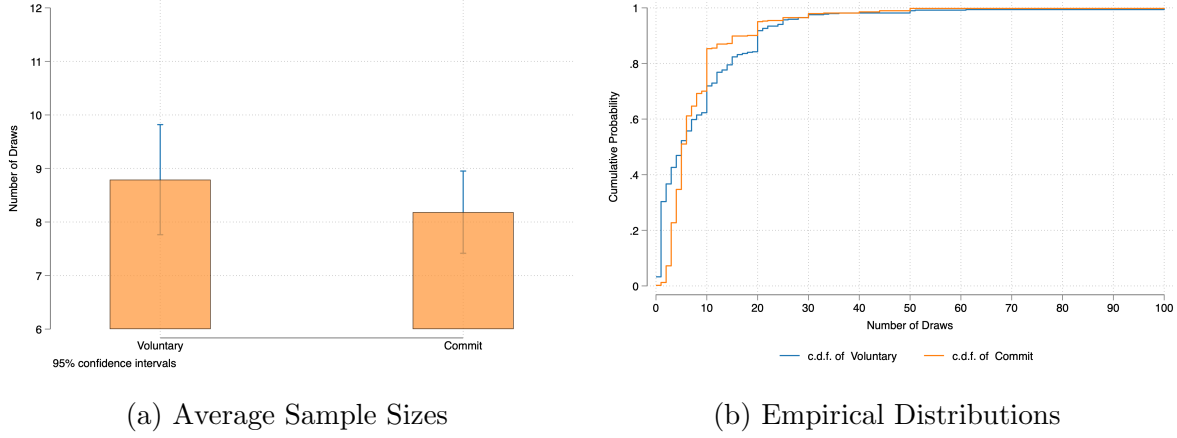 12
11
10
9
8
7
6
Number of Draws
Voluntary
Commit
95% confidence intervals
(a) Average Sample Sizes
1
.8
.6
.4
.2
0
Cumulative Probability
0 10 20 30 40 50 60 70 80 90 100
Number of Draws
c.d.f. of Voluntary
c.d.f. of Commit
(b) Empirical Distributions